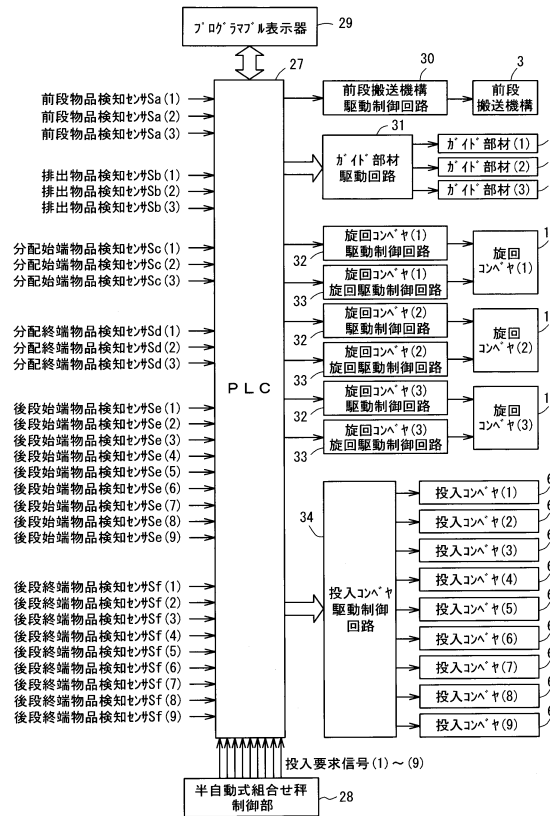 ﾌﾟﾛｸﾞﾗﾏﾌﾞﾙ表示器
29
27
前段物品検知ｾﾝｻSa(1)
前段物品検知ｾﾝｻSa(2)
前段物品検知ｾﾝｻSa(3)
排出物品検知ｾﾝｻSb(1)
排出物品検知ｾﾝｻSb(2)
排出物品検知ｾﾝｻSb(3)
分配始端物品検知ｾﾝｻSc(1)
分配始端物品検知ｾﾝｻSc(2)
分配始端物品検知ｾﾝｻSc(3)
分配終端物品検知ｾﾝｻSd(1)
分配終端物品検知ｾﾝｻSd(2)
分配終端物品検知ｾﾝｻSd(3)
後段始端物品検知ｾﾝｻSe(1)
後段始端物品検知ｾﾝｻSe(2)
後段始端物品検知ｾﾝｻSe(3)
後段始端物品検知ｾﾝｻSe(4)
後段始端物品検知ｾﾝｻSe(5)
後段始端物品検知ｾﾝｻSe(6)
後段始端物品検知ｾﾝｻSe(7)
後段始端物品検知ｾﾝｻSe(8)
後段始端物品検知ｾﾝｻSe(9)
後段終端物品検知ｾﾝｻSf(1)
後段終端物品検知ｾﾝｻSf(2)
後段終端物品検知ｾﾝｻSf(3)
後段終端物品検知ｾﾝｻSf(4)
後段終端物品検知ｾﾝｻSf(5)
後段終端物品検知ｾﾝｻSf(6)
後段終端物品検知ｾﾝｻSf(7)
後段終端物品検知ｾﾝｻSf(8)
後段終端物品検知ｾﾝｻSf(9)
PLC
30
前段搬送機構
駆動制御回路
3
前段
搬送機構
31
ｶﾞｲﾄﾞ部材
駆動回路
ｶﾞｲﾄﾞ部材(1)
ｶﾞｲﾄﾞ部材(2)
ｶﾞｲﾄﾞ部材(3)
旋回ｺﾝﾍﾞﾔ(1)
駆動制御回路
32
旋回ｺﾝﾍﾞﾔ(1)
旋回駆動制御回路
33
1
旋回
ｺﾝﾍﾞﾔ(1)
旋回ｺﾝﾍﾞﾔ(2)
駆動制御回路
32
旋回ｺﾝﾍﾞﾔ(2)
旋回駆動制御回路
33
1
旋回
ｺﾝﾍﾞﾔ(2)
旋回ｺﾝﾍﾞﾔ(3)
駆動制御回路
32
旋回ｺﾝﾍﾞﾔ(3)
旋回駆動制御回路
33
1
旋回
ｺﾝﾍﾞﾔ(3)
34
投入ｺﾝﾍﾞﾔ
駆動制御
回路
投入ｺﾝﾍﾞﾔ(1)
6
投入ｺﾝﾍﾞﾔ(2)
6
投入ｺﾝﾍﾞﾔ(3)
6
投入ｺﾝﾍﾞﾔ(4)
6
投入ｺﾝﾍﾞﾔ(5)
6
投入ｺﾝﾍﾞﾔ(6)
6
投入ｺﾝﾍﾞﾔ(7)
6
投入ｺﾝﾍﾞﾔ(8)
6
投入ｺﾝﾍﾞﾔ(9)
6
投入要求信号(1)～(9)
半自動式組合せ秤
制御部
28